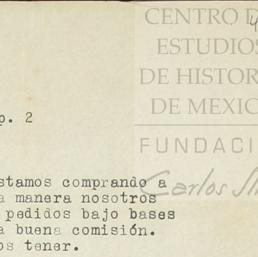 CENTRO D
ESTUDIOS
DE HISTOR
DE MEXIC
FUNDACI
Carlos Sl
p. 2
stamos comprando a
a manera nosotros
pedidos bajo bases
a buena comisión.
os tener.